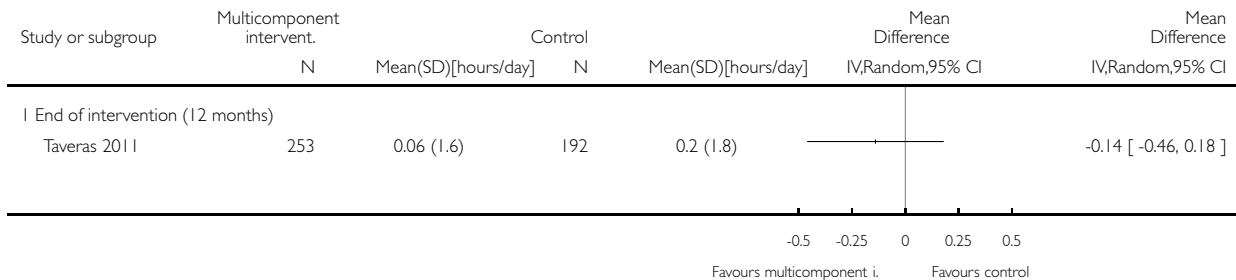 Study or subgroup Multicomponent intervent. Control Mean Difference Mean Difference
N Mean(SD)[hours/day] N Mean(SD)[hours/day] IV,Random,95% CI IV,Random,95% CI
1 End of intervention (12 months)
Taveras 2011 253 0.06 (1.6) 192 0.2 (1.8) -0.14 [ -0.46, 0.18 ]
-0.5 -0.25 0 0.25 0.5
Favours multicomponent i. Favours control